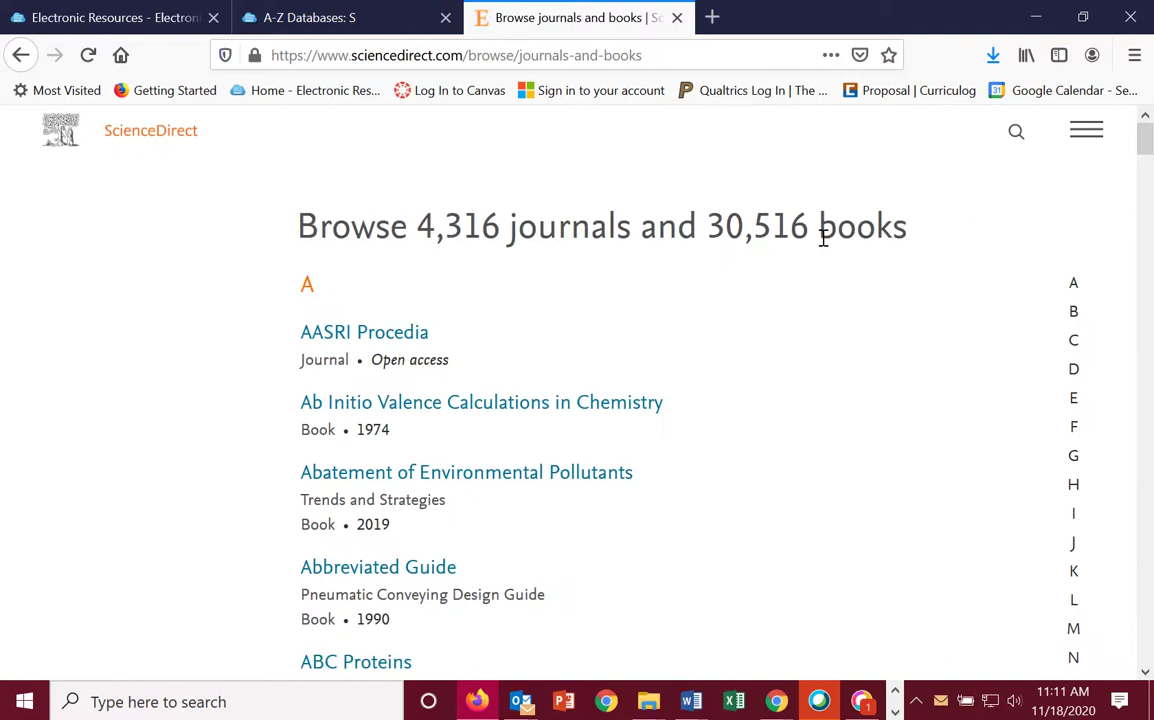 Electronic Resources - Electroni
A-Z Databases: S
Browse journals and books | Sc
https://www.sciencedirect.com/browse/journals-and-books
Most Visited
Getting Started
Home - Electronic Res...
Log In to Canvas
Sign in to your account
Qualtrics Log In | The ...
Proposal | Curriculog
Google Calendar - Se...
ScienceDirect
Browse 4,316 journals and 30,516 books
A
AASRI Procedia
Journal • Open access
Ab Initio Valence Calculations in Chemistry
Book • 1974
Abatement of Environmental Pollutants
Trends and Strategies
Book • 2019
Abbreviated Guide
Pneumatic Conveying Design Guide
Book • 1990
ABC Proteins
A
B
C
D
E
F
G
H
I
J
K
L
M
N
Type here to search
11:11 AM
11/18/2020